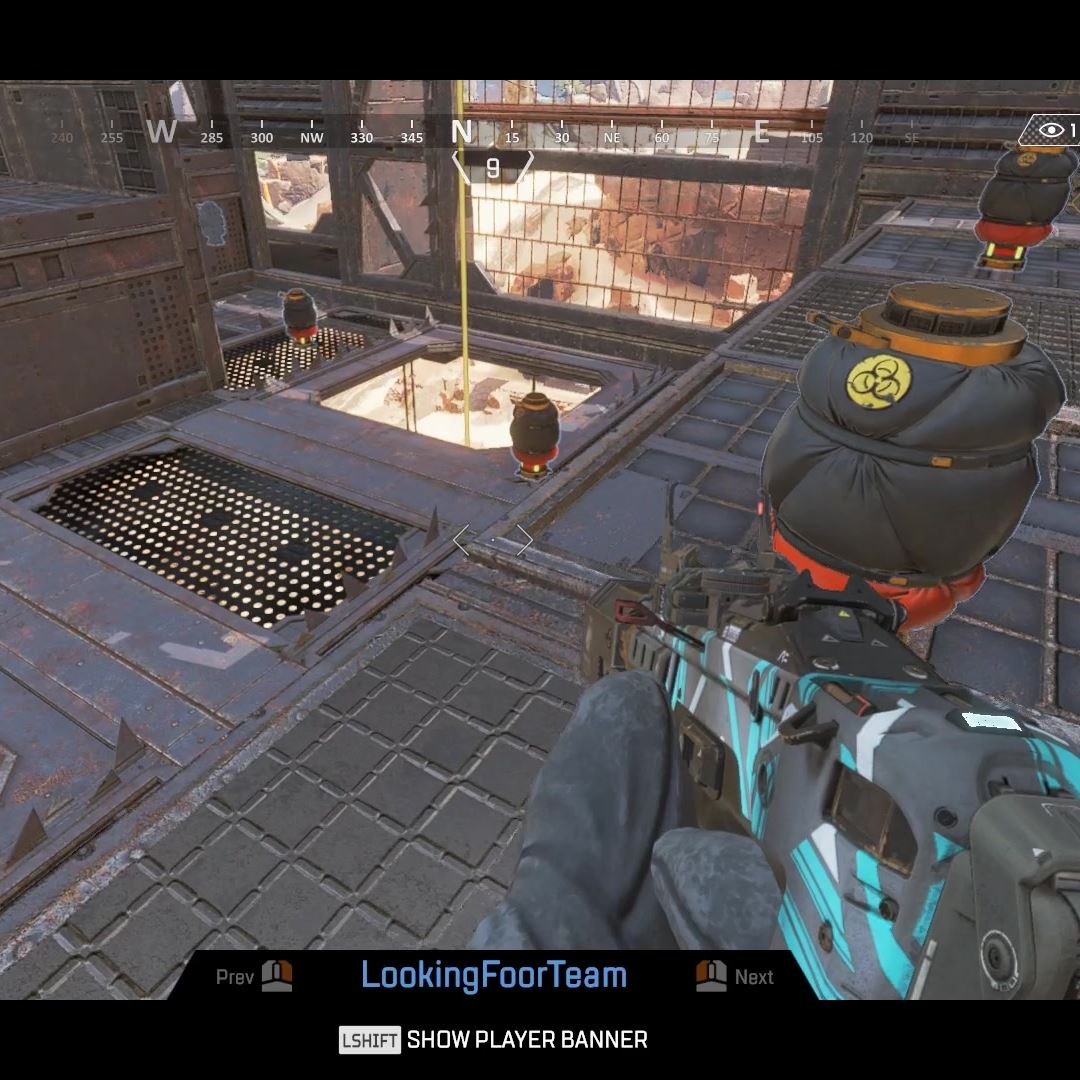 240 255 W 285 300 NW 330 345 N 15 30 NE 60 75 E 105 120 SE
1
9
Prev LookingFoorTeam Next
LSHIFT SHOW PLAYER BANNER